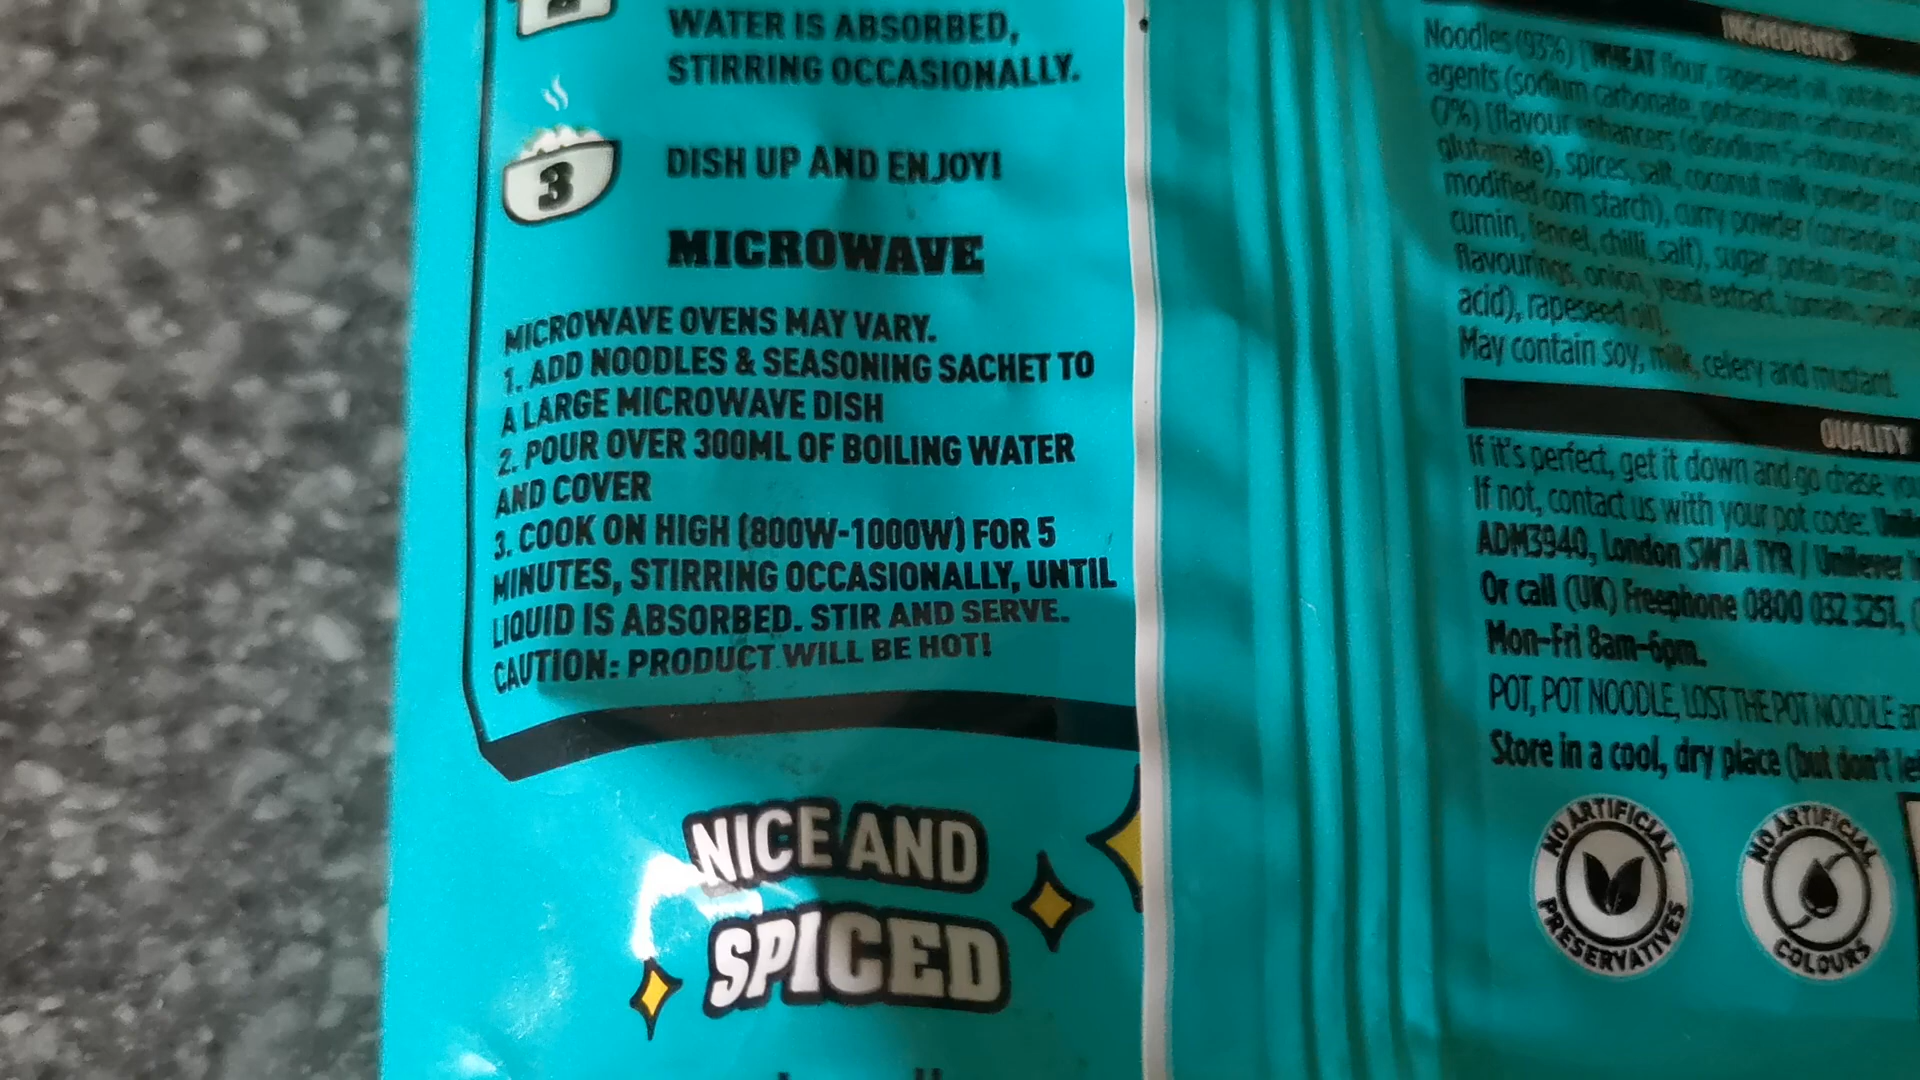 2
WATER IS ABSORBED,
STIRRING OCCASIONALLY.
3
DISH UP AND ENJOY!
MICROWAVE
MICROWAVE OVENS MAY VARY.
1. ADD NOODLES & SEASONING SACHET TO
A LARGE MICROWAVE DISH
2. POUR OVER 300ML OF BOILING WATER
AND COVER
3. COOK ON HIGH (800W-1000W) FOR 5
MINUTES, STIRRING OCCASIONALLY, UNTIL
LIQUID IS ABSORBED. STIR AND SERVE.
CAUTION: PRODUCT WILL BE HOT!
NICE AND
SPICED
INGREDIENTS
Noodles (93%) [WHEAT flour, rapeseed oil, potato
agents (sodium carbonate, potassium carbonate)
(7%) [flavour enhancers (disodium
glutamate), spices, salt, coconut milk powder
modified corn starch), curry powder (coriander,
cumin, fennel, chilli, salt), sugar, potato starch,
flavourings, onion, yeast extract, tomato,
acid), rapeseed oil].
May contain soy, milk, celery and mustard.
QUALITY
If it's perfect, get it down and go chase
If not, contact us with your pot code:
ADM3940, London SW1A 1YR / Unilever
Or call (UK) Freephone 0800 032 3251,
Mon-Fri 8am-6pm.
POT, POT NOODLE, LOST THE POT NOODLE
Store in a cool, dry place (but don't
NO ARTIFICIAL
PRESERVATIVES
NO ARTIFICIAL
COLOURS